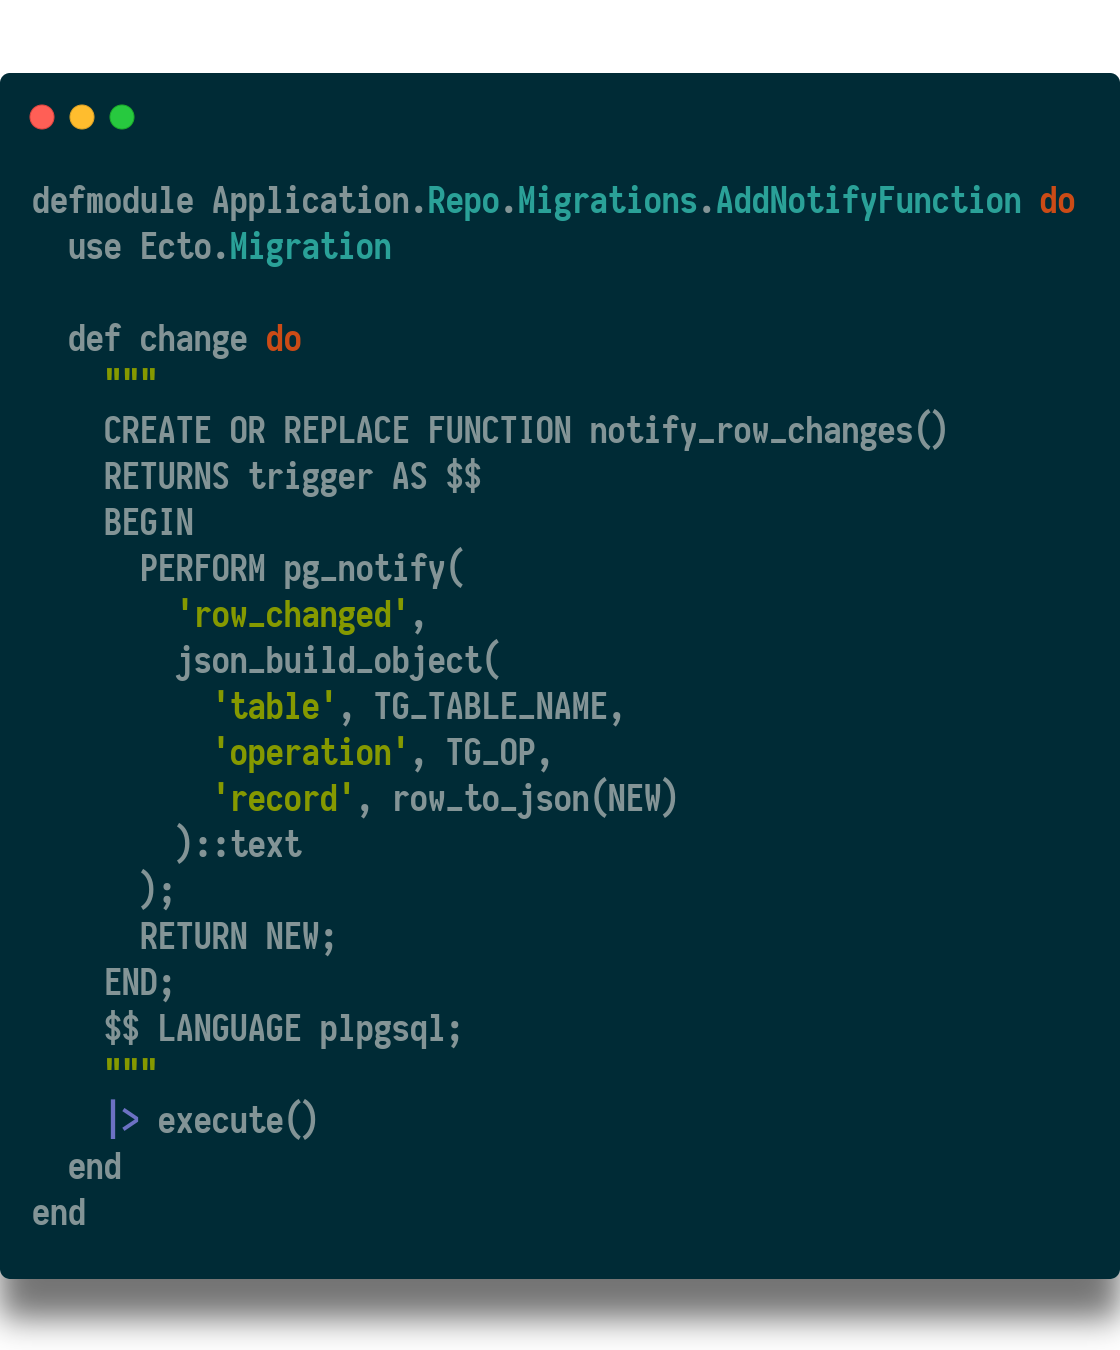 defmodule Application.Repo.Migrations.AddNotifyFunction do
  use Ecto.Migration

  def change do
    """
    CREATE OR REPLACE FUNCTION notify_row_changes()
    RETURNS trigger AS $$
    BEGIN
      PERFORM pg_notify(
        'row_changed',
        json_build_object(
          'table', TG_TABLE_NAME,
          'operation', TG_OP,
          'record', row_to_json(NEW)
        )::text
      );
      RETURN NEW;
    END;
    $$ LANGUAGE plpgsql;
    """
    |> execute()
  end
end